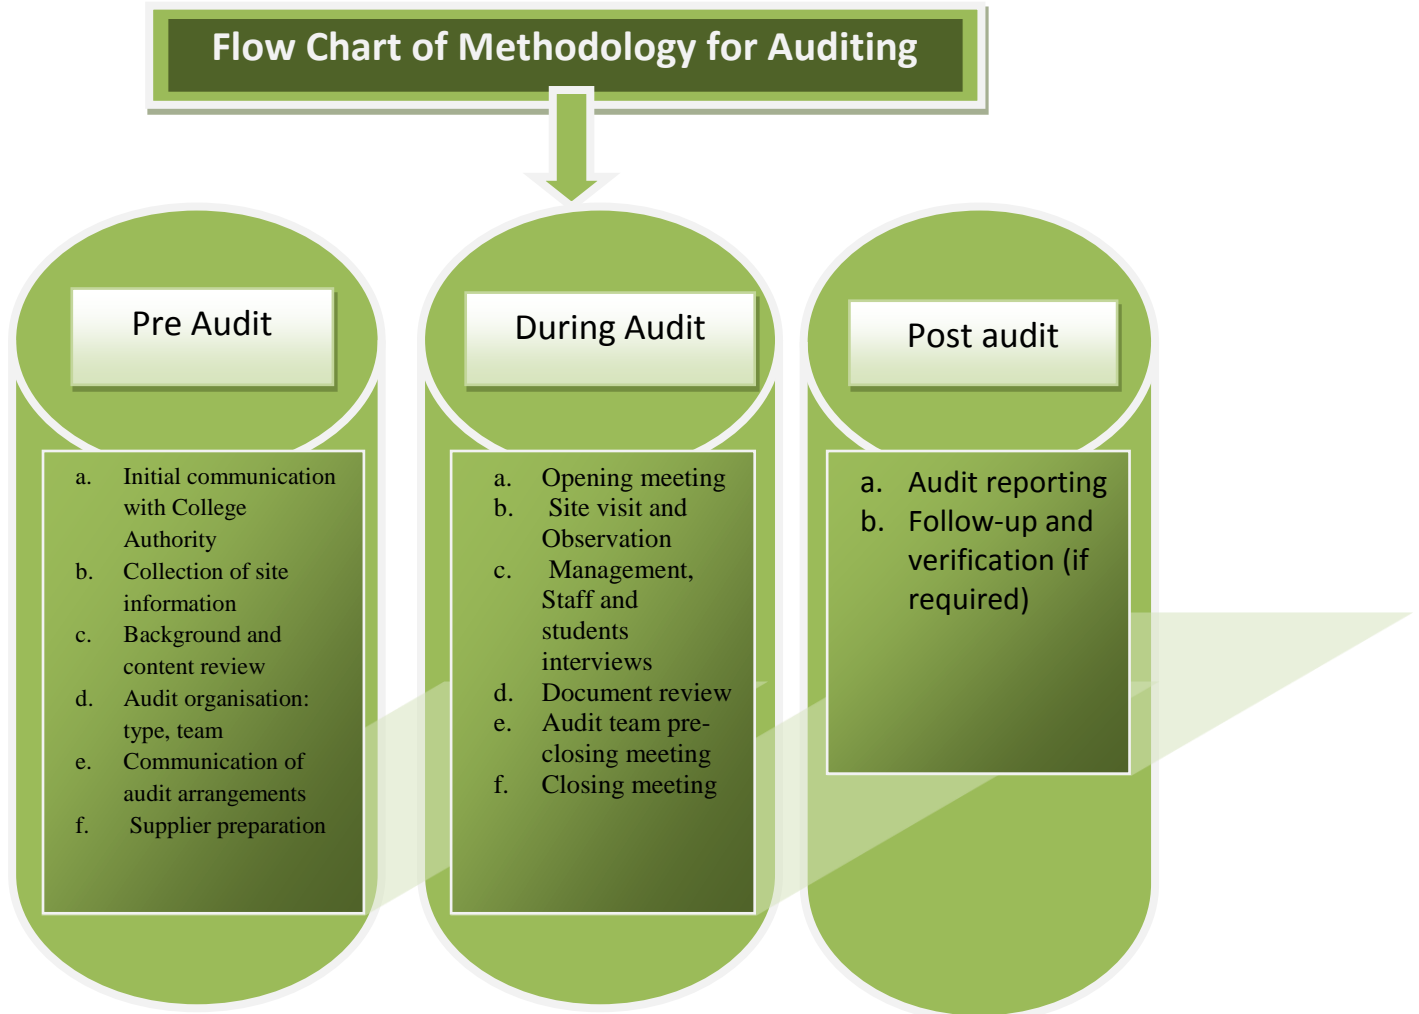 Flow Chart of Methodology for Auditing
Pre Audit
a. Initial communication
with College
Authority
b. Collection of site
information
c. Background and
content review
d. Audit organisation:
type, team
e. Communication of
audit arrangements
f. Supplier preparation
During Audit
a. Opening meeting
b. Site visit and
Observation
c. Management,
Staff and
students
interviews
d. Document review
e. Audit team pre-
closing meeting
f. Closing meeting
Post audit
a. Audit reporting
b. Follow-up and
verification (if
required)